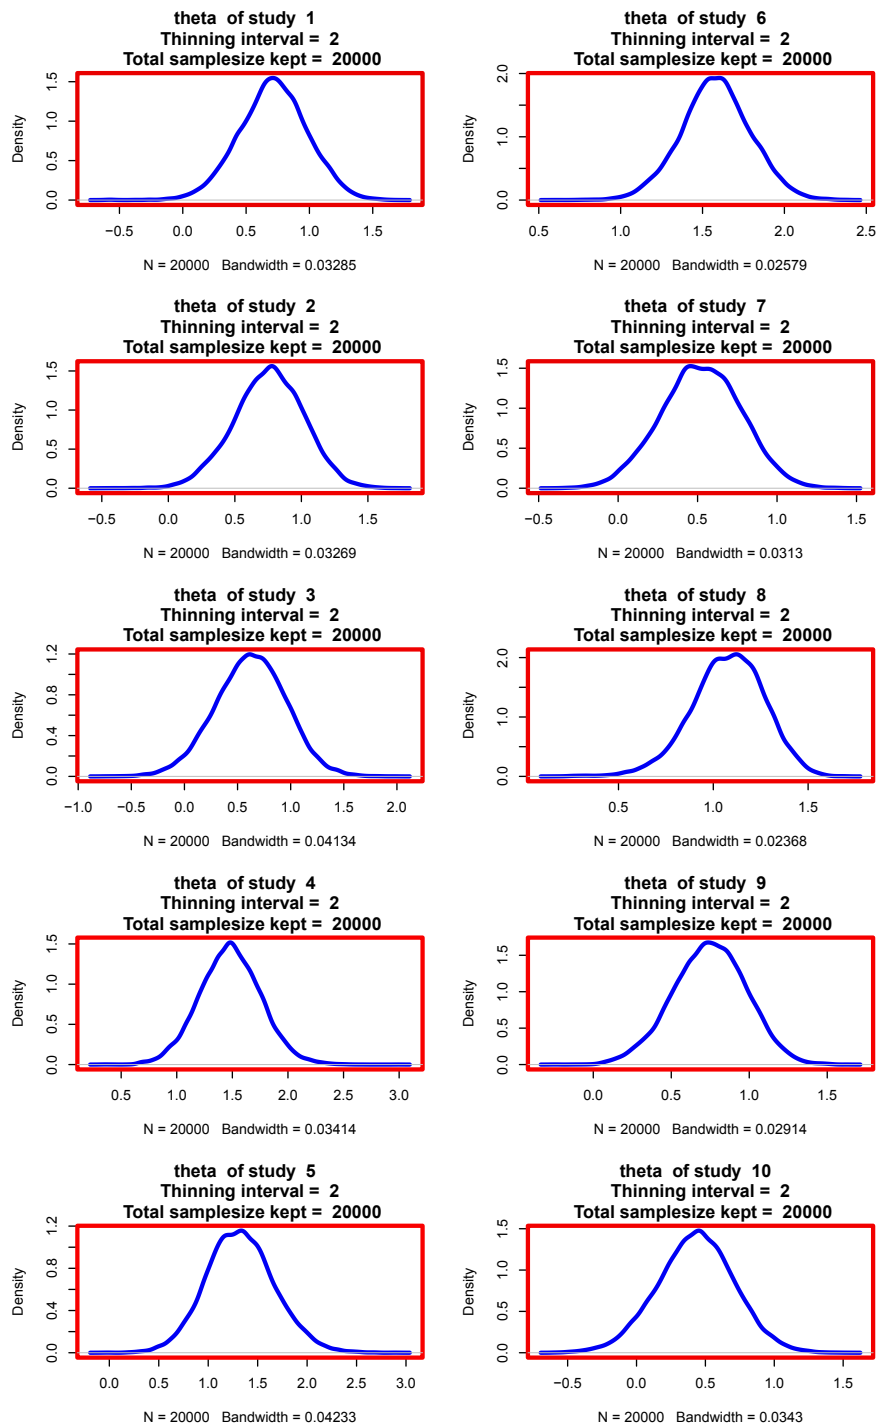 theta of study 1
Thinning interval = 2
Total samplesize kept = 20000
Density
0.0 0.5 1.0 1.5
−0.5 0.0 0.5 1.0 1.5
N = 20000 Bandwidth = 0.03285
theta of study 6
Thinning interval = 2
Total samplesize kept = 20000
Density
0.0 1.0 2.0
0.5 1.0 1.5 2.0 2.5
N = 20000 Bandwidth = 0.02579
theta of study 2
Thinning interval = 2
Total samplesize kept = 20000
Density
0.0 0.5 1.0 1.5
−0.5 0.0 0.5 1.0 1.5
N = 20000 Bandwidth = 0.03269
theta of study 7
Thinning interval = 2
Total samplesize kept = 20000
Density
0.0 0.5 1.0 1.5
−0.5 0.0 0.5 1.0 1.5
N = 20000 Bandwidth = 0.0313
theta of study 3
Thinning interval = 2
Total samplesize kept = 20000
Density
0.0 0.4 0.8 1.2
−1.0 −0.5 0.0 0.5 1.0 1.5 2.0
N = 20000 Bandwidth = 0.04134
theta of study 8
Thinning interval = 2
Total samplesize kept = 20000
Density
0.0 1.0 2.0
0.5 1.0 1.5
N = 20000 Bandwidth = 0.02368
theta of study 4
Thinning interval = 2
Total samplesize kept = 20000
Density
0.0 0.5 1.0 1.5
0.5 1.0 1.5 2.0 2.5 3.0
N = 20000 Bandwidth = 0.03414
theta of study 9
Thinning interval = 2
Total samplesize kept = 20000
Density
0.0 0.5 1.0 1.5
0.0 0.5 1.0 1.5
N = 20000 Bandwidth = 0.02914
theta of study 5
Thinning interval = 2
Total samplesize kept = 20000
Density
0.0 0.4 0.8 1.2
0.0 0.5 1.0 1.5 2.0 2.5 3.0
N = 20000 Bandwidth = 0.04233
theta of study 10
Thinning interval = 2
Total samplesize kept = 20000
Density
0.0 0.5 1.0 1.5
−0.5 0.0 0.5 1.0 1.5
N = 20000 Bandwidth = 0.0343